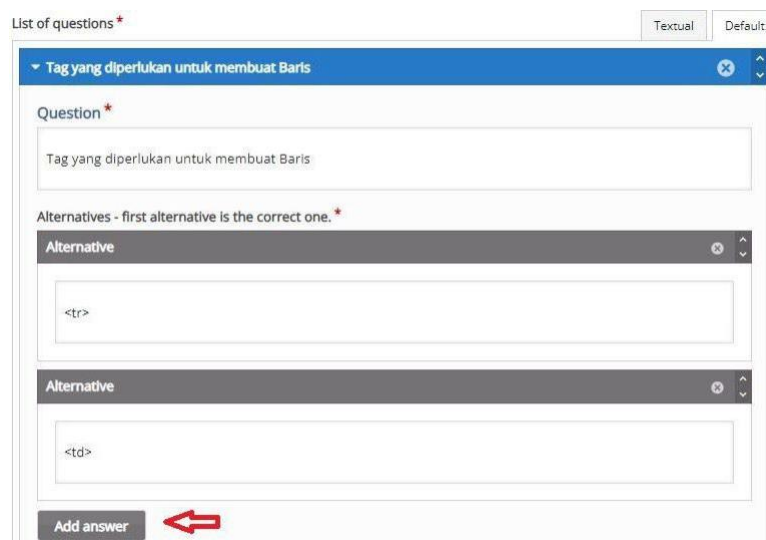 List of questions *
Textual Default
Tag yang diperlukan untuk membuat Baris
Question *
Tag yang diperlukan untuk membuat Baris
Alternatives - first alternative is the correct one. *
Alternative
<tr>
Alternative
<td>
Add answer